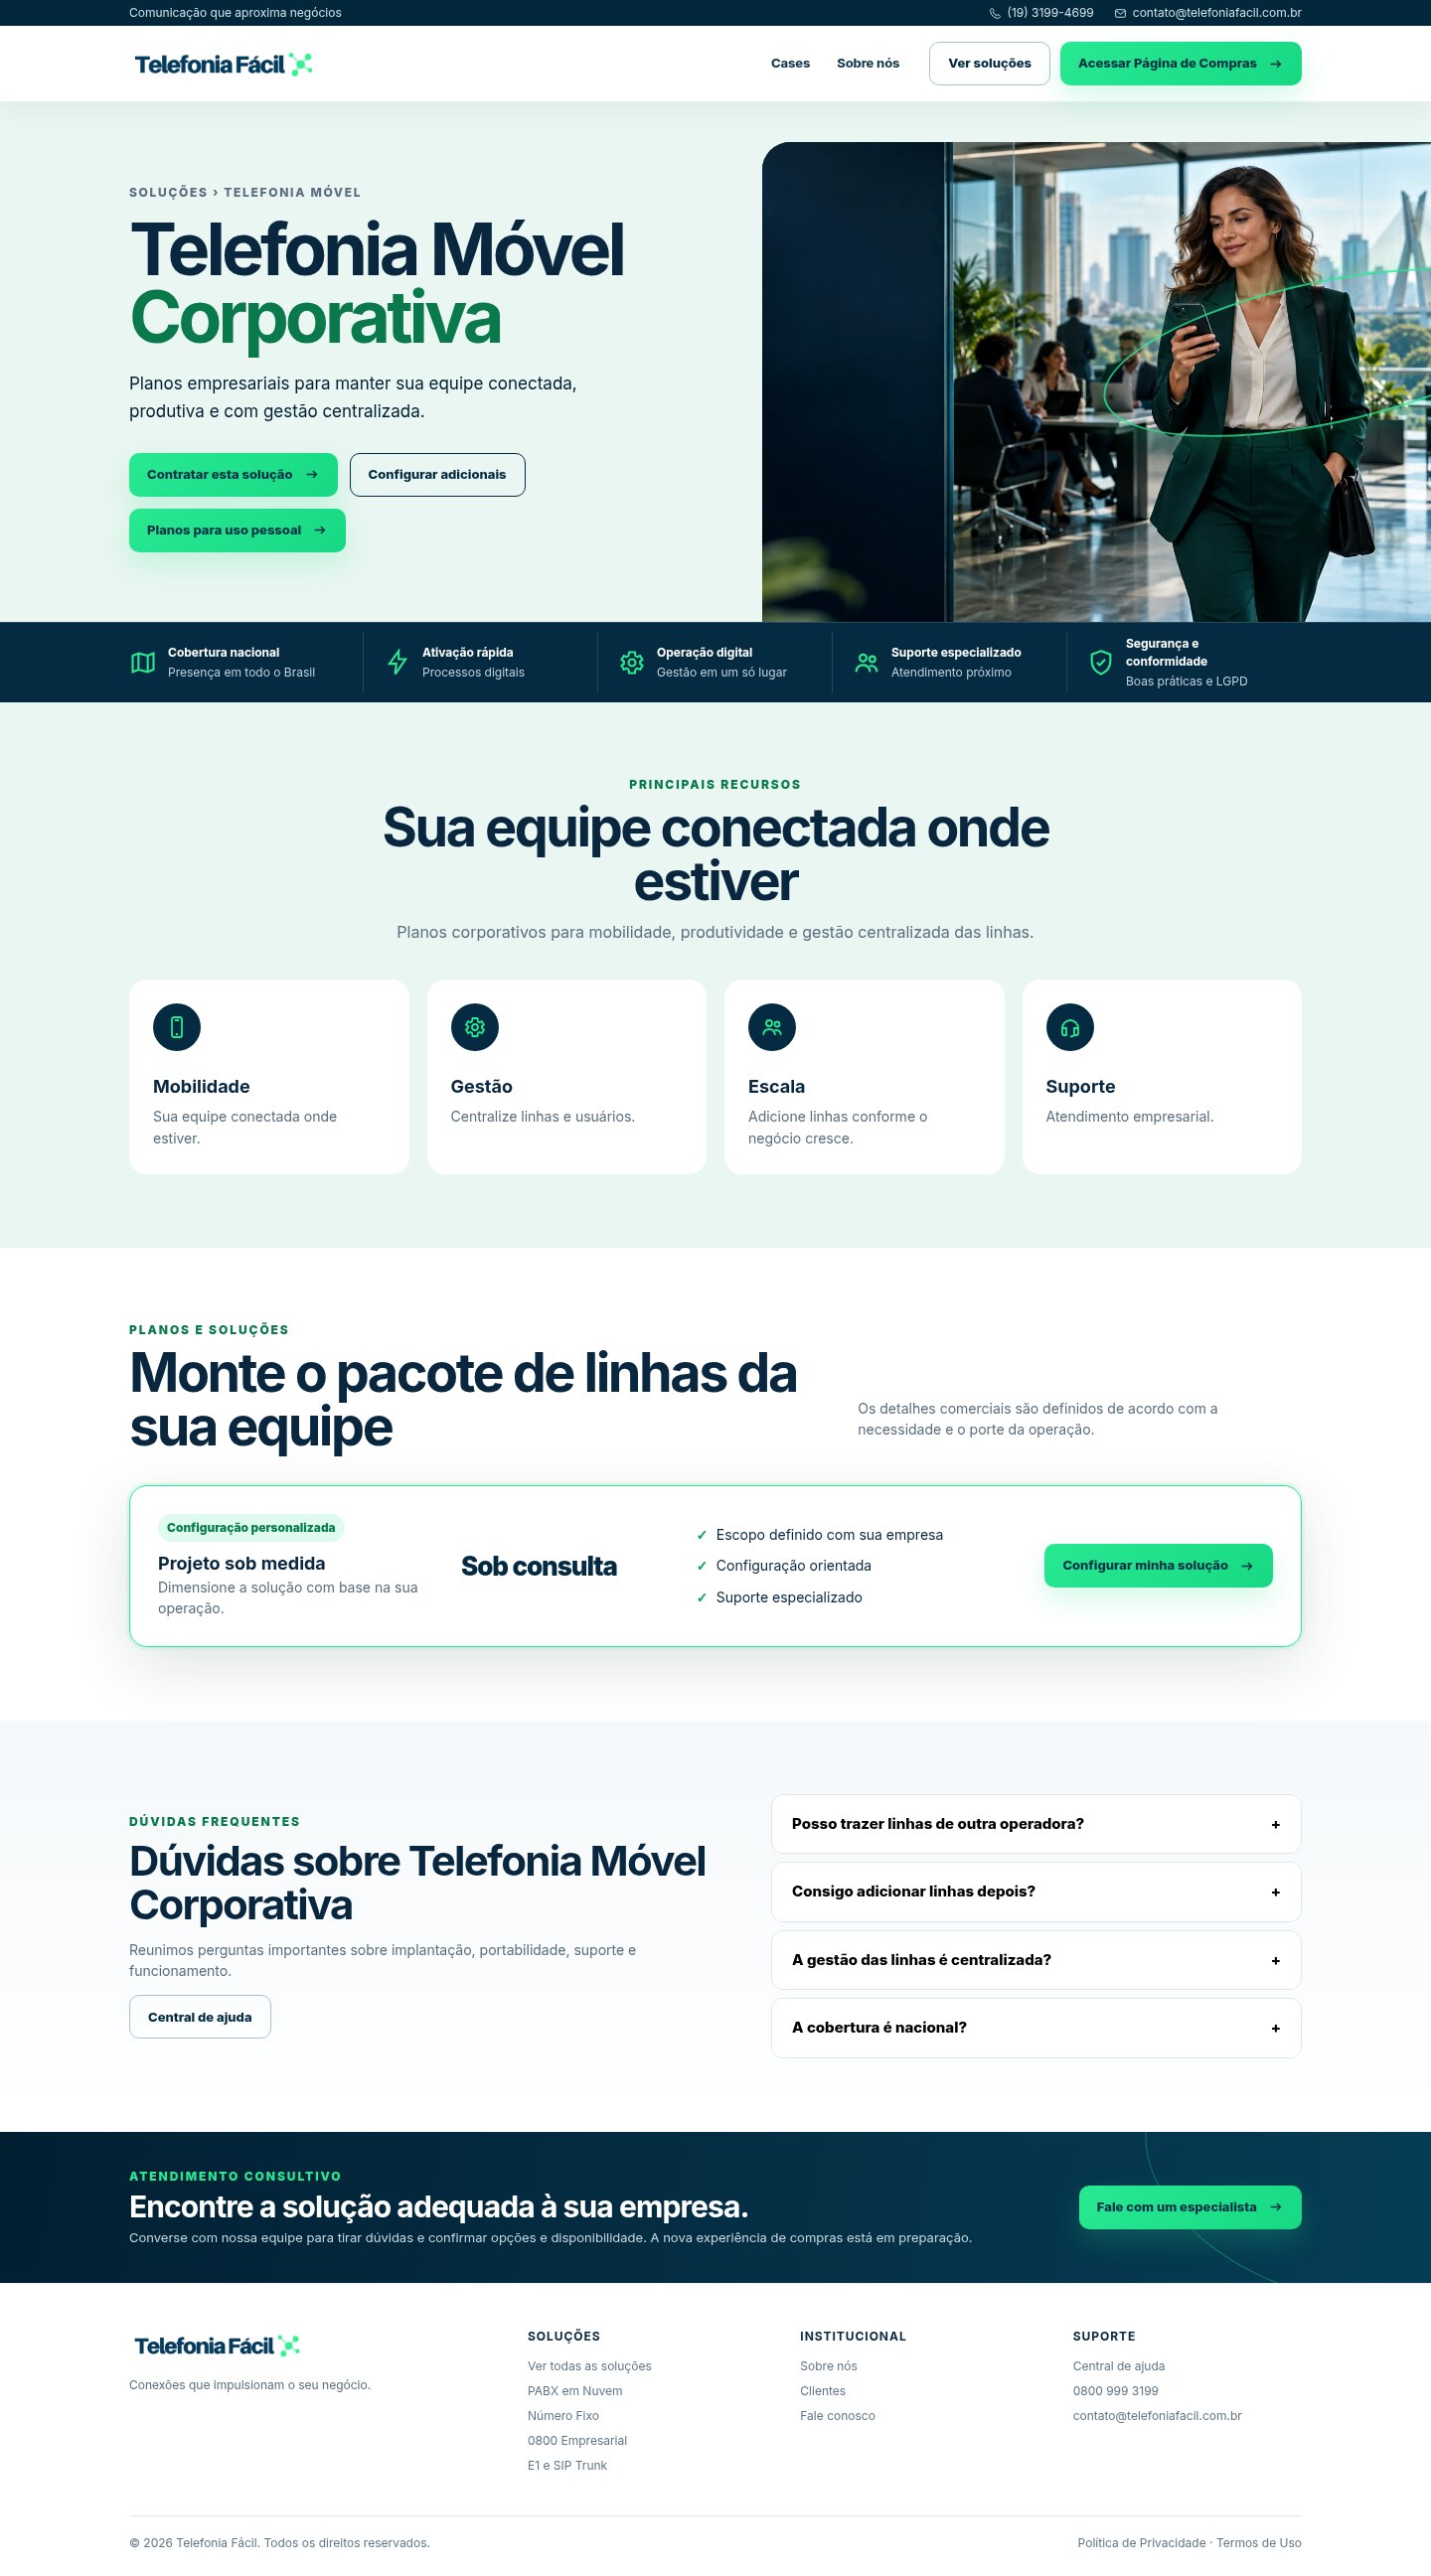 Comunicação que aproxima negócios
(19) 3199-4699
contato@telefoniafacil.com.br
Telefonia Fácil
Cases
Sobre nós
Ver soluções
Acessar Página de Compras →
SOLUÇÕES › TELEFONIA MÓVEL
Telefonia Móvel
Corporativa
Planos empresariais para manter sua equipe conectada,
produtiva e com gestão centralizada.
Contratar esta solução →
Configurar adicionais
Planos para uso pessoal →
Cobertura nacional
Presença em todo o Brasil
Ativação rápida
Processos digitais
Operação digital
Gestão em um só lugar
Suporte especializado
Atendimento próximo
Segurança e
conformidade
Boas práticas e LGPD
PRINCIPAIS RECURSOS
Sua equipe conectada onde
estiver
Planos corporativos para mobilidade, produtividade e gestão centralizada das linhas.
Mobilidade
Sua equipe conectada onde
estiver.
Gestão
Centralize linhas e usuários.
Escala
Adicione linhas conforme o
negócio cresce.
Suporte
Atendimento empresarial.
PLANOS E SOLUÇÕES
Monte o pacote de linhas da
sua equipe
Os detalhes comerciais são definidos de acordo com a
necessidade e o porte da operação.
Configuração personalizada
Projeto sob medida
Dimensione a solução com base na sua
operação.
Sob consulta
✓ Escopo definido com sua empresa
✓ Configuração orientada
✓ Suporte especializado
Configurar minha solução →
DÚVIDAS FREQUENTES
Dúvidas sobre Telefonia Móvel
Corporativa
Reunimos perguntas importantes sobre implantação, portabilidade, suporte e
funcionamento.
Central de ajuda
Posso trazer linhas de outra operadora? +
Consigo adicionar linhas depois? +
A gestão das linhas é centralizada? +
A cobertura é nacional? +
ATENDIMENTO CONSULTIVO
Encontre a solução adequada à sua empresa.
Converse com nossa equipe para tirar dúvidas e confirmar opções e disponibilidade. A nova experiência de compras está em preparação.
Fale com um especialista →
Telefonia Fácil
Conexões que impulsionam o seu negócio.
SOLUÇÕES
Ver todas as soluções
PABX em Nuvem
Número Fixo
0800 Empresarial
E1 e SIP Trunk
INSTITUCIONAL
Sobre nós
Clientes
Fale conosco
SUPORTE
Central de ajuda
0800 999 3199
contato@telefoniafacil.com.br
© 2026 Telefonia Fácil. Todos os direitos reservados.
Política de Privacidade · Termos de Uso